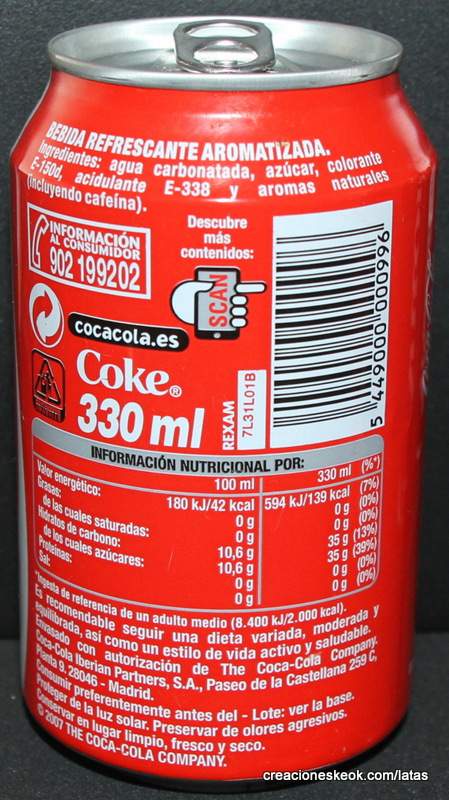 BEBIDA REFRESCANTE AROMATIZADA.
Ingredientes: agua carbonatada, azúcar, colorante
E-150d, acidulante E-338 y aromas naturales
(incluyendo cafeína).
INFORMACIÓN
AL CONSUMIDOR
902 199202
Descubre
más
contenidos:
SCAN
cocacola.es
Coke®
330 ml
REXAM
7L31L01B
5 449000 000996
INFORMACIÓN NUTRICIONAL POR:
100 ml 330 ml (%*)
Valor energético: 180 kJ/42 kcal 594 kJ/139 kcal (7%)
Grasas: 0 g 0 g (0%)
de las cuales saturadas: 0 g 0 g (0%)
Hidratos de carbono: 10,6 g 35 g (13%)
de los cuales azúcares: 10,6 g 35 g (39%)
Proteínas: 0 g 0 g (0%)
Sal: 0 g 0 g (0%)
*Ingesta de referencia de un adulto medio (8.400 kJ/2.000 kcal).
Es recomendable seguir una dieta variada, moderada y
equilibrada, así como un estilo de vida activo y saludable.
Envasado con autorización de The Coca-Cola Company.
Coca-Cola Iberian Partners, S.A., Paseo de la Castellana 259 C,
Planta 9. 28046 - Madrid.
Consumir preferentemente antes del - Lote: ver la base.
Proteger de la luz solar. Preservar de olores agresivos.
Conservar en lugar limpio, fresco y seco.
© 2007 THE COCA-COLA COMPANY.
creacioneskeok.com/latas